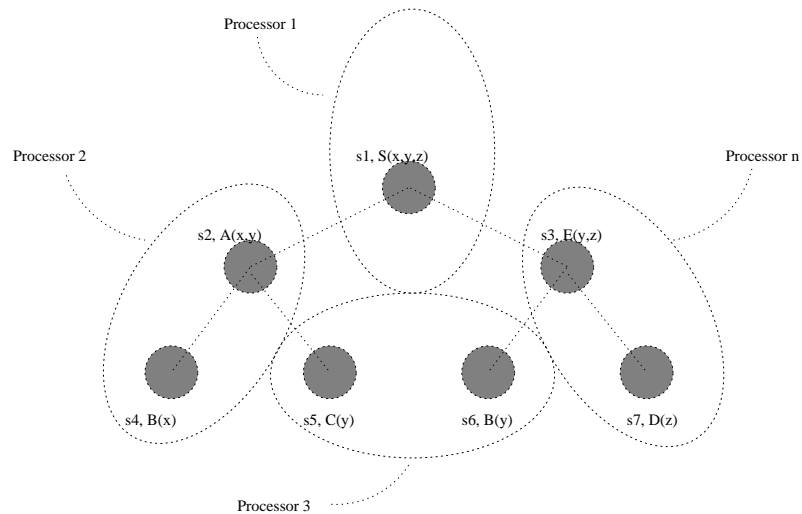 Processor 1
s1, S(x,y,z)
Processor 2
Processor n
s2, A(x,y)
s3, E(y,z)
s4, B(x)
s5, C(y)
s6, B(y)
s7, D(z)
Processor 3